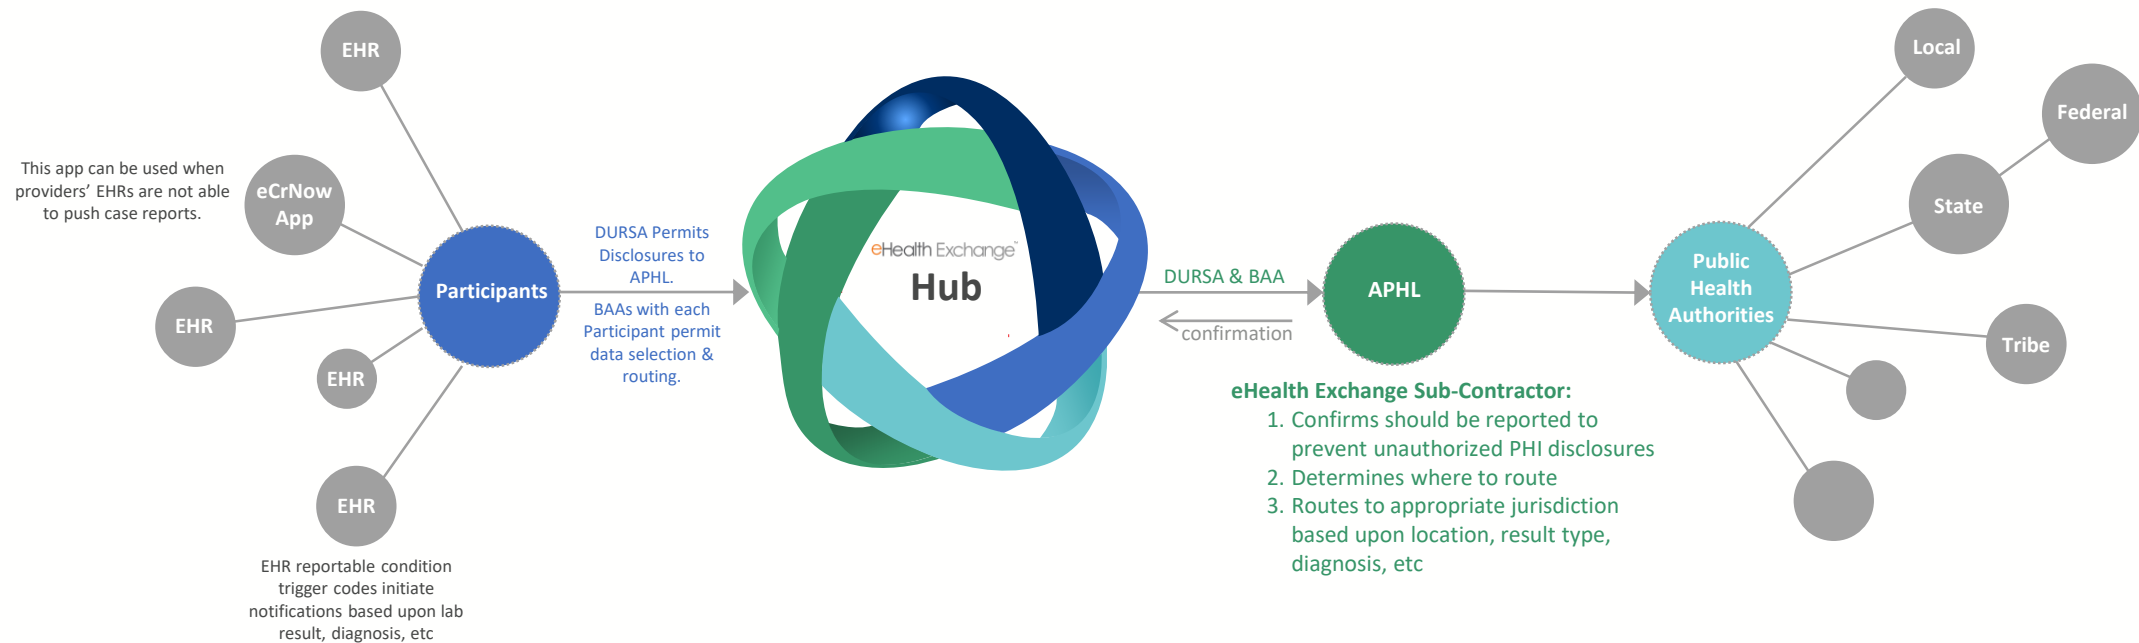 EHR
This app can be used when
providers’ EHRs are not able
to push case reports.
eCrNow
App
EHR
EHR
EHR
EHR reportable condition
trigger codes initiate
notifications based upon lab
result, diagnosis, etc
Participants
DURSA Permits
Disclosures to
APHL.
BAAs with each
Participant permit
data selection &
routing.
eHealth Exchange™
Hub
DURSA & BAA
confirmation
APHL
eHealth Exchange Sub-Contractor:
1. Confirms should be reported to
prevent unauthorized PHI disclosures
2. Determines where to route
3. Routes to appropriate jurisdiction
based upon location, result type,
diagnosis, etc
Public
Health
Authorities
Local
Federal
State
Tribe